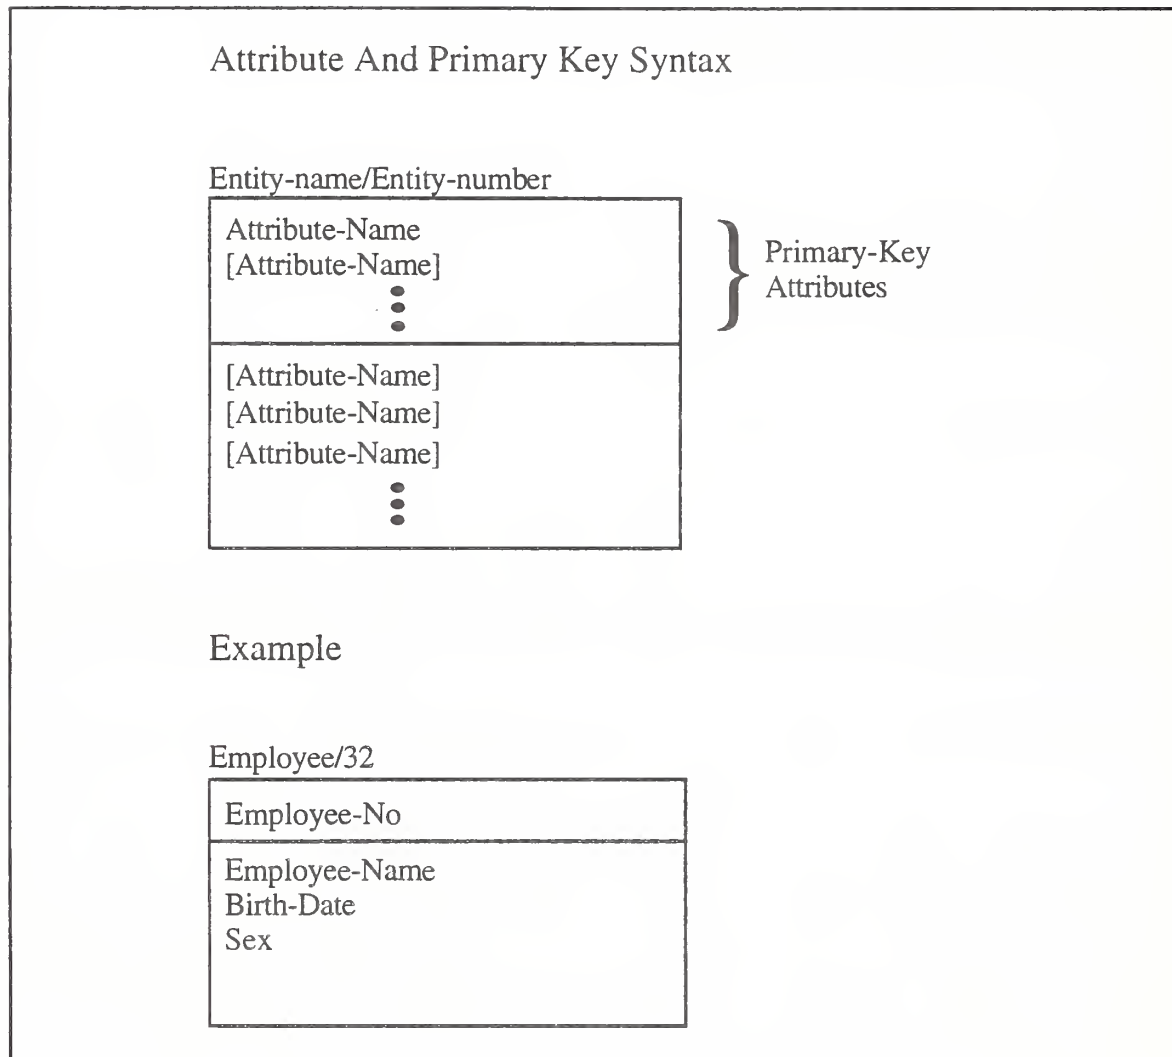 Attribute And Primary Key Syntax
Entity-name/Entity-number
Attribute-Name
[Attribute-Name]
Primary-Key
Attributes
[Attribute-Name]
[Attribute-Name]
[Attribute-Name]
Example
Employee/32
Employee-No
Employee-Name
Birth-Date
Sex